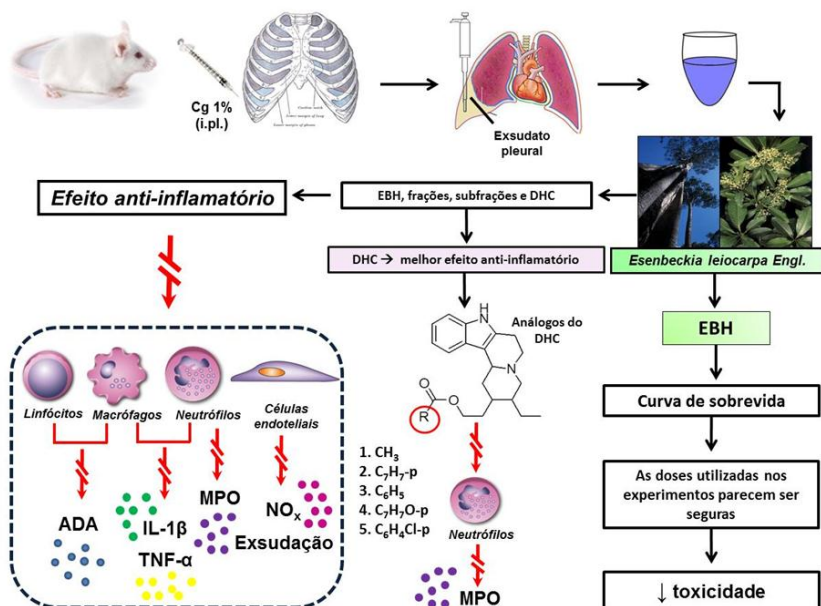 Cg 1%
(i.pl.)
Exsudato
pleural
Efeito anti-inflamatório
EBH, frações, subfrações e DHC
DHC → melhor efeito anti-inflamatório
Esenbeckia leiocarpa Engl.
EBH
Curva de sobrevida
As doses utilizadas nos
experimentos parecem ser
seguras
↓ toxicidade
Análogos do
DHC
H
N
N
O
O
R
1. CH₃
2. C₇H₇-p
3. C₆H₅
4. C₇H₇O-p
5. C₆H₄Cl-p
Neutrófilos
MPO
Linfócitos
Macrófagos
Neutrófilos
Células
endoteliais
ADA
IL-1β
TNF-α
MPO
Exsudação
NOₓ